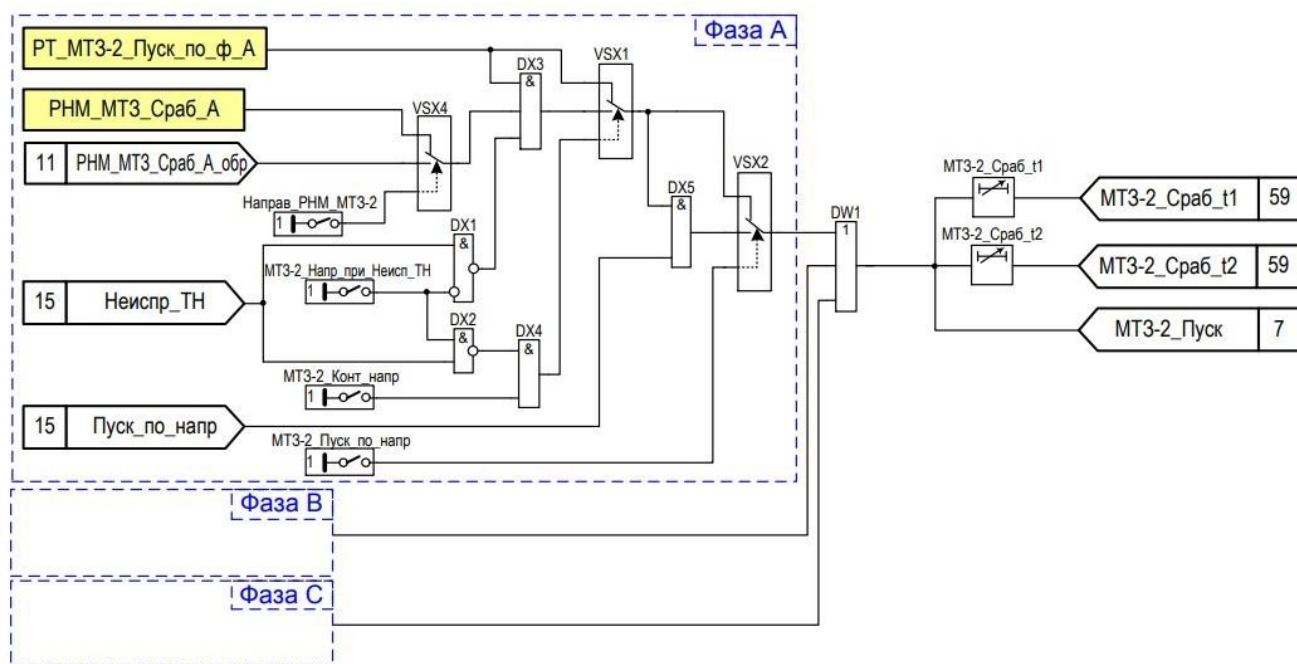 Фаза А
РТ_МТЗ-2_Пуск_по_ф_А
РНМ_МТЗ_Сраб_А
11 РНМ_МТЗ_Сраб_А_обр
VSX4
DX3
&
VSX1
Направ_РНМ_МТЗ-2
1
DX1
&
МТЗ-2_Напр_при_Неисп_ТН
1
15 Неиспр_ТН
DX2
&
DX4
&
МТЗ-2_Конт_напр
1
15 Пуск_по_напр
МТЗ-2_Пуск_по_напр
1
DX5
&
VSX2
DW1
1
МТЗ-2_Сраб_t1
МТЗ-2_Сраб_t1 59
МТЗ-2_Сраб_t2
МТЗ-2_Сраб_t2 59
МТЗ-2_Пуск 7
Фаза В
Фаза С